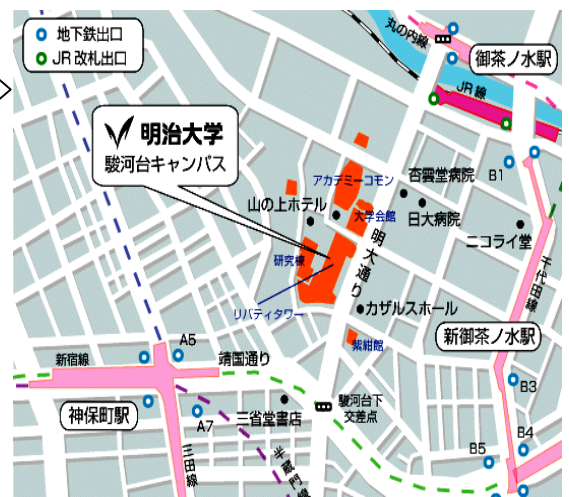 地下鉄出口
JR改札出口
丸の内線
御茶ノ水駅
JR線
明治大学
駿河台キャンパス
B1
アカデミーコモン
杏雲堂病院
山の上ホテル
大学会館
日大病院
ニコライ堂
明大通り
千代田線
研究棟
リバティタワー
カザルスホール
紫紺館
新御茶ノ水駅
A5
新宿線
靖国通り
B3
神保町駅
A7
三省堂書店
駿河台下
交差点
三田線
半蔵門線
B4
B5